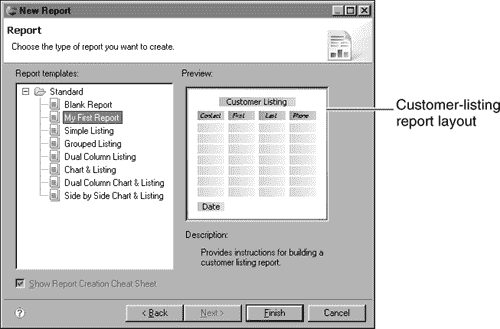 New Report
Report
Choose the type of report you want to create.
Report templates:
Standard
Blank Report
My First Report
Simple Listing
Grouped Listing
Dual Column Listing
Chart & Listing
Dual Column Chart & Listing
Side by Side Chart & Listing
Preview:
Customer Listing
Contact First Last Phone
Date
Customer-listing
report layout
Description:
Provides instructions for building a
customer listing report.
Show Report Creation Cheat Sheet.
? < Back Next > Finish Cancel